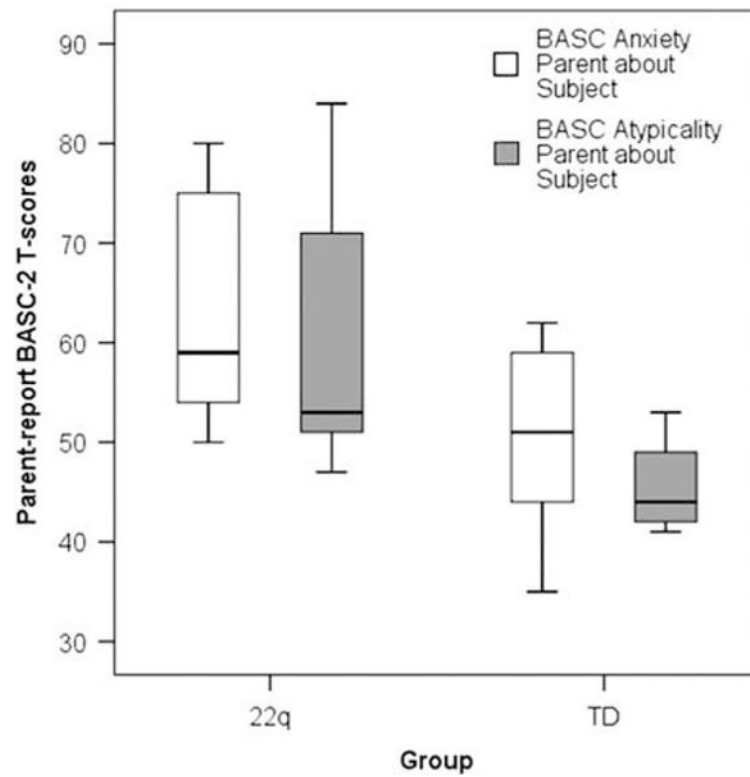 90
80
70
60
50
40
30
Parent-report BASC-2 T-scores
BASC Anxiety
Parent about
Subject
BASC Atypicality
Parent about
Subject
22q
TD
Group